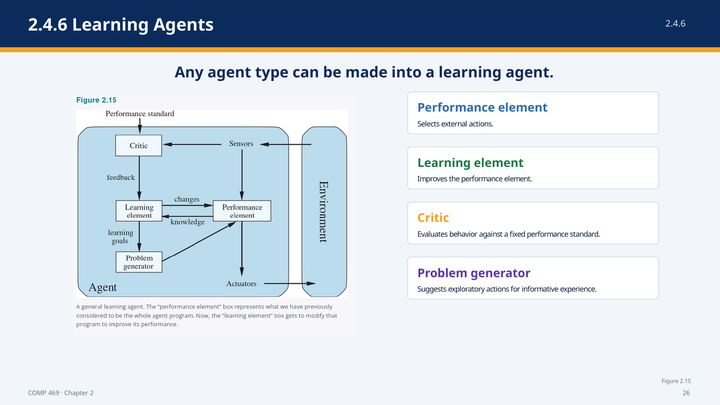 2.4.6 Learning Agents
2.4.6
Any agent type can be made into a learning agent.
Figure 2.15
Performance standard
Critic
Sensors
feedback
changes
Learning
element
Performance
element
knowledge
learning
goals
Problem
generator
Agent
Actuators
Environment
A general learning agent. The "performance element" box represents what we have previously
considered to be the whole agent program. Now, the "learning element" box gets to modify that
program to improve its performance.
Performance element
Selects external actions.
Learning element
Improves the performance element.
Critic
Evaluates behavior against a fixed performance standard.
Problem generator
Suggests exploratory actions for informative experience.
Figure 2.15
COMP 469 · Chapter 2
26